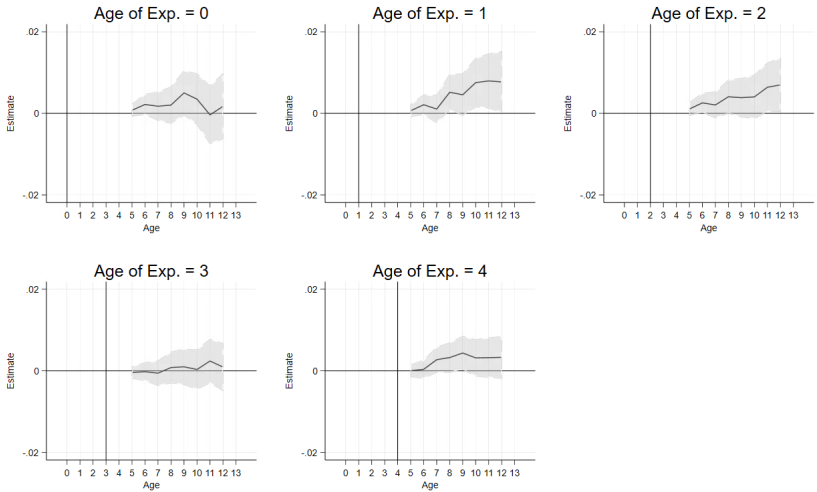 Age of Exp. = 0
Estimate
.02
0
-.02
0 1 2 3 4 5 6 7 8 9 10 11 12 13
Age
Age of Exp. = 1
Estimate
.02
0
-.02
0 1 2 3 4 5 6 7 8 9 10 11 12 13
Age
Age of Exp. = 2
Estimate
.02
0
-.02
0 1 2 3 4 5 6 7 8 9 10 11 12 13
Age
Age of Exp. = 3
Estimate
.02
0
-.02
0 1 2 3 4 5 6 7 8 9 10 11 12 13
Age
Age of Exp. = 4
Estimate
.02
0
-.02
0 1 2 3 4 5 6 7 8 9 10 11 12 13
Age